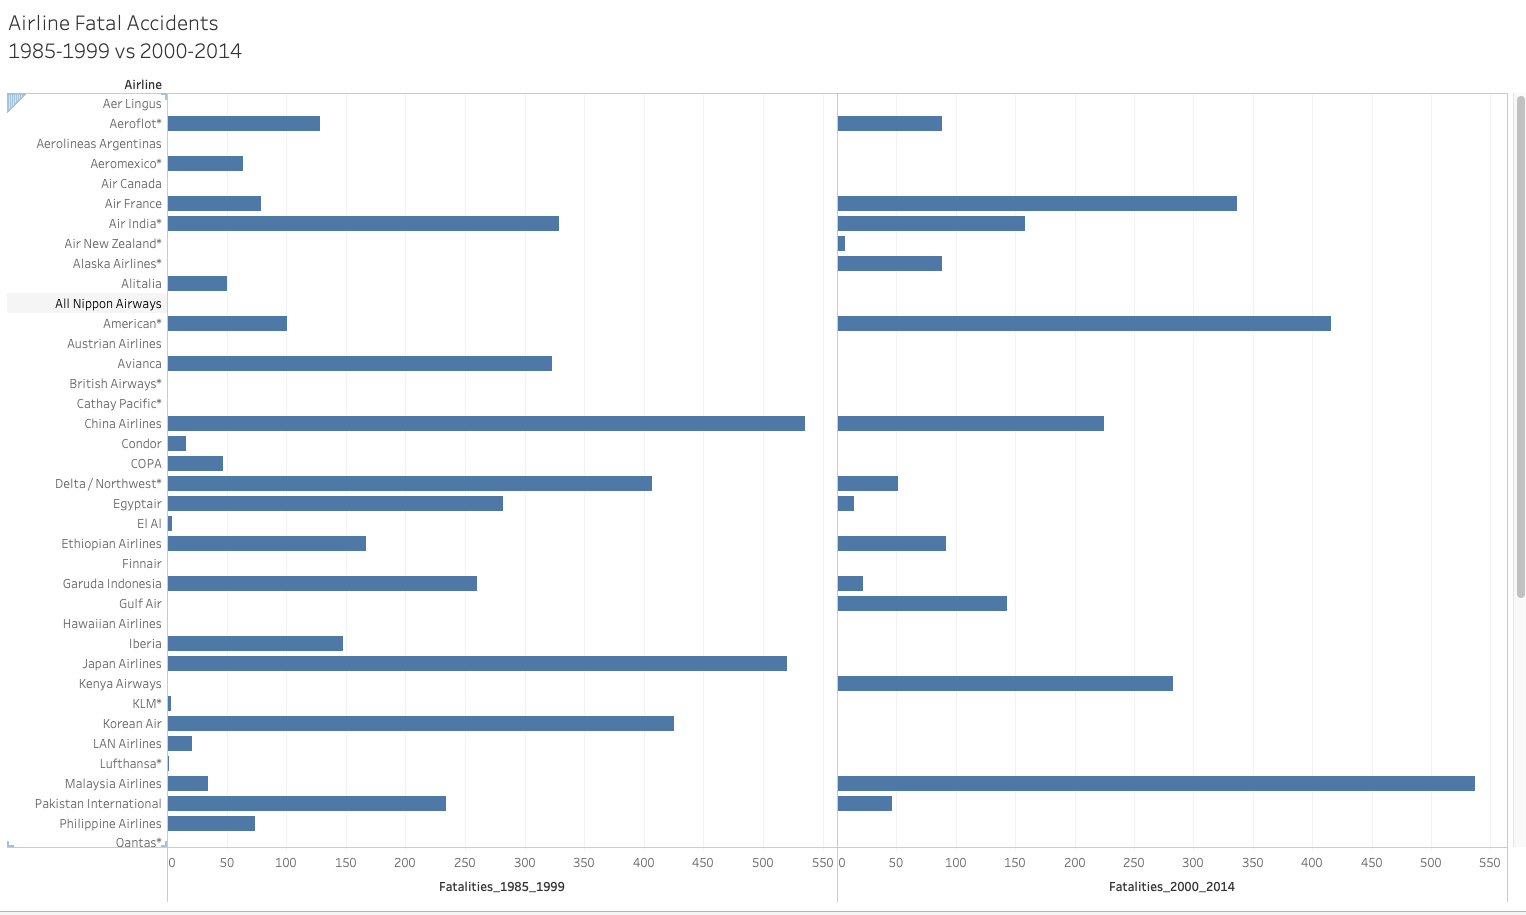 Airline Fatal Accidents
1985-1999 vs 2000-2014
Airline
Aer Lingus
Aeroflot*
Aerolineas Argentinas
Aeromexico*
Air Canada
Air France
Air India*
Air New Zealand*
Alaska Airlines*
Alitalia
All Nippon Airways
American*
Austrian Airlines
Avianca
British Airways*
Cathay Pacific*
China Airlines
Condor
COPA
Delta / Northwest*
Egyptair
El Al
Ethiopian Airlines
Finnair
Garuda Indonesia
Gulf Air
Hawaiian Airlines
Iberia
Japan Airlines
Kenya Airways
KLM*
Korean Air
LAN Airlines
Lufthansa*
Malaysia Airlines
Pakistan International
Philippine Airlines
Qantas*
0 50 100 150 200 250 300 350 400 450 500 550 0 50 100 150 200 250 300 350 400 450 500 550
Fatalities_1985_1999 Fatalities_2000_2014